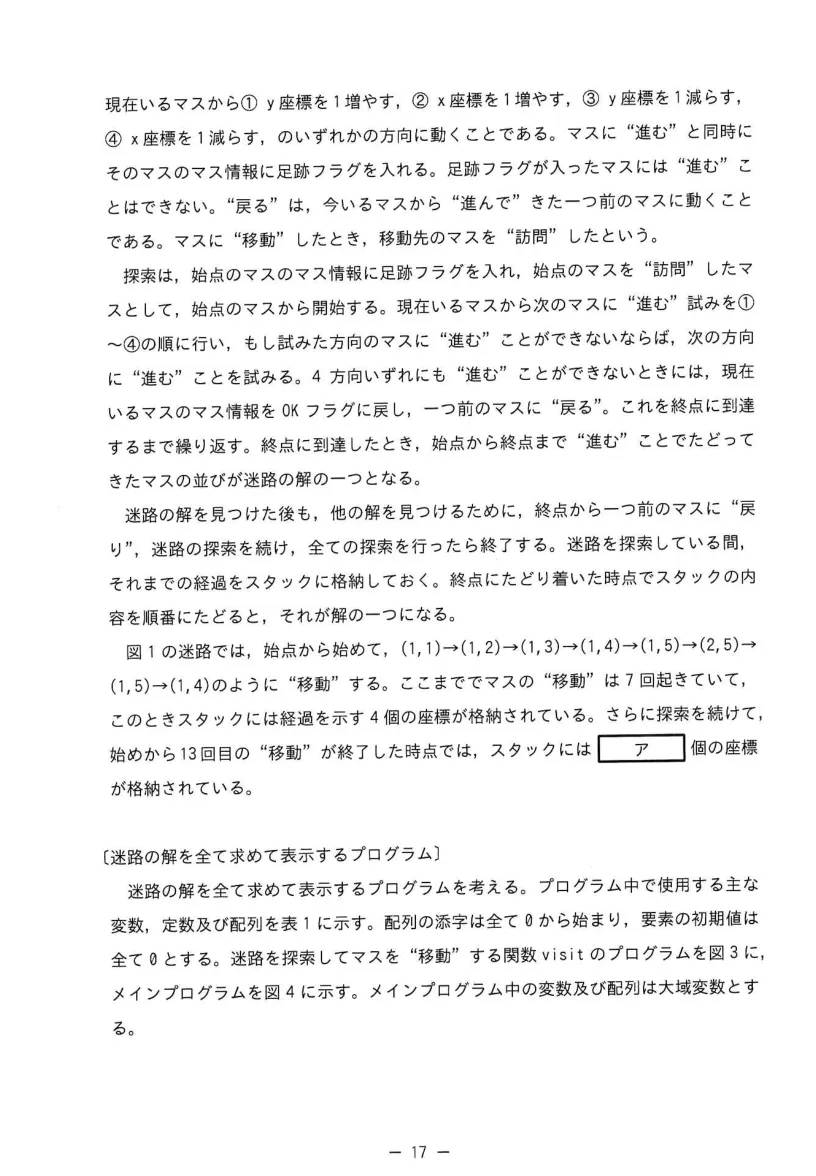 現在いるマスから① y座標を1増やす，② x座標を1増やす，③ y座標を1減らす，
④ x座標を1減らす，のいずれかの方向に動くことである。マスに“進む”と同時に
そのマスのマス情報に足跡フラグを入れる。足跡フラグが入ったマスには“進む”こ
とはできない。“戻る”は，今いるマスから“進んで”きた一つ前のマスに動くこと
である。マスに“移動”したとき，移動先のマスを“訪問”したという。
探索は，始点のマスのマス情報に足跡フラグを入れ，始点のマスを“訪問”したマ
スとして，始点のマスから開始する。現在いるマスから次のマスに“進む”試みを①
～④の順に行い，もし試みた方向のマスに“進む”ことができないならば，次の方向
に“進む”ことを試みる。4 方向いずれにも“進む”ことができないときには，現在
いるマスのマス情報を OK フラグに戻し，一つ前のマスに“戻る”。これを終点に到達
するまで繰り返す。終点に到達したとき，始点から終点まで“進む”ことでたどって
きたマスの並びが迷路の解の一つとなる。
迷路の解を見つけた後も，他の解を見つけるために，終点から一つ前のマスに“戻
り”，迷路の探索を続け，全ての探索を行ったら終了する。迷路を探索している間，
それまでの経過をスタックに格納しておく。終点にたどり着いた時点でスタックの内
容を順番にたどると，それが解の一つになる。
図 1 の迷路では，始点から始めて，(1,1)→(1,2)→(1,3)→(1,4)→(1,5)→(2,5)→
(1,5)→(1,4)のように“移動”する。ここまででマスの“移動”は 7 回起きていて，
このときスタックには経過を示す 4 個の座標が格納されている。さらに探索を続けて，
始めから 13 回目の“移動”が終了した時点では，スタックには ア 個の座標
が格納されている。
〔迷路の解を全て求めて表示するプログラム〕
迷路の解を全て求めて表示するプログラムを考える。プログラム中で使用する主な
変数，定数及び配列を表 1 に示す。配列の添字は全て 0 から始まり，要素の初期値は
全て 0 とする。迷路を探索してマスを“移動”する関数 visit のプログラムを図 3 に，
メインプログラムを図 4 に示す。メインプログラム中の変数及び配列は大域変数とす
る。
― 17 ―